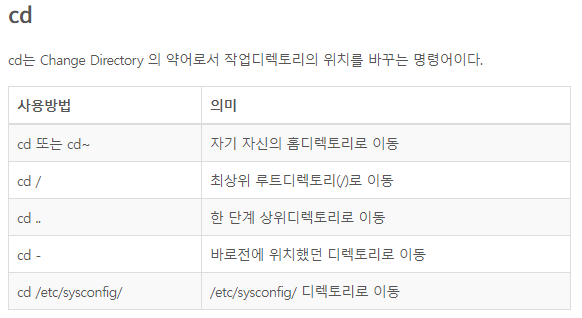 cd
cd는 Change Directory 의 약어로서 작업디렉토리의 위치를 바꾸는 명령어이다.
사용방법 의미
cd 또는 cd~ 자기 자신의 홈디렉토리로 이동
cd / 최상위 루트디렉토리(/)로 이동
cd .. 한 단계 상위디렉토리로 이동
cd - 바로전에 위치했던 디렉토리로 이동
cd /etc/sysconfig/ /etc/sysconfig/ 디렉토리로 이동